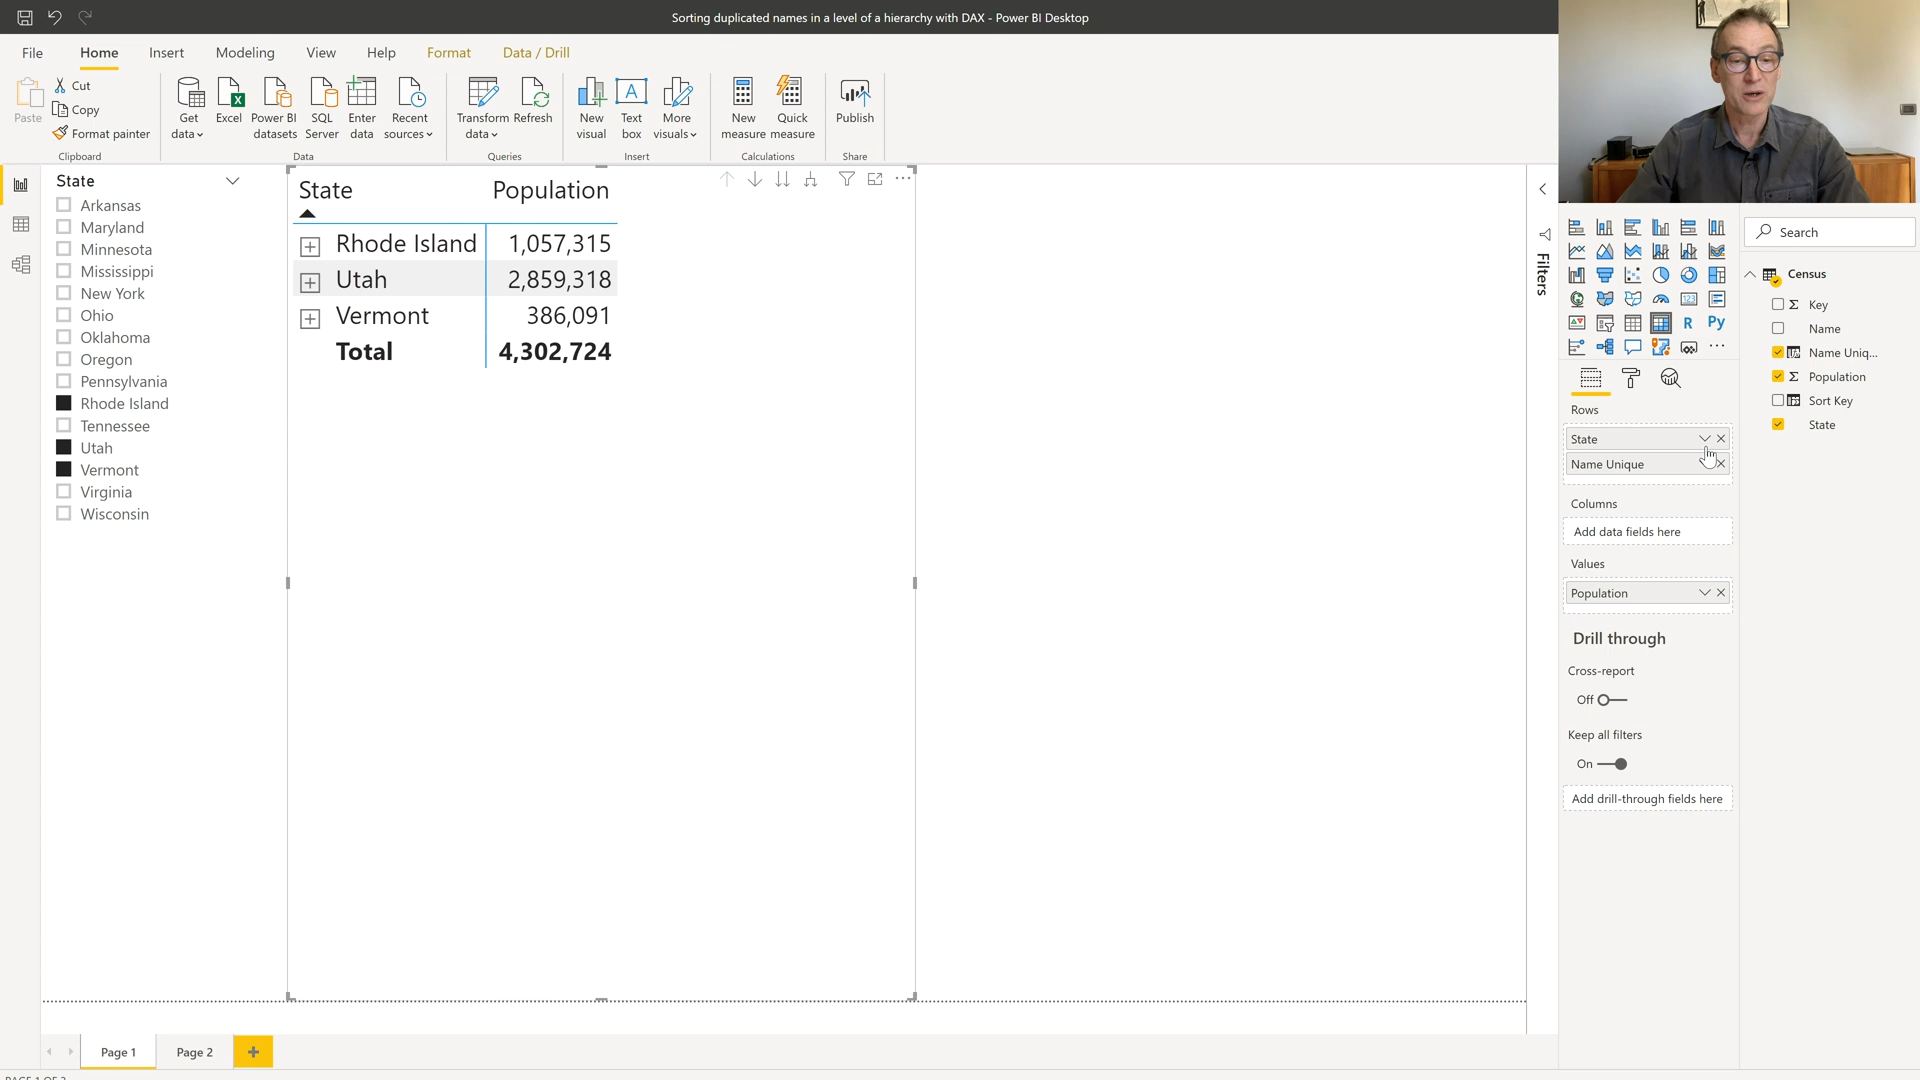 Sorting duplicated names in a level of a hierarchy with DAX - Power BI Desktop
File
Home
Insert
Modeling
View
Help
Format
Data / Drill
Paste
Cut
Copy
Format painter
Clipboard
Get data
Excel
Power BI datasets
SQL Server
Enter data
Recent sources
Data
Transform data
Refresh
Queries
New visual
Text box
More visuals
Insert
New measure
Quick measure
Calculations
Publish
Share
State
Arkansas
Maryland
Minnesota
Mississippi
New York
Ohio
Oklahoma
Oregon
Pennsylvania
Rhode Island
Tennessee
Utah
Vermont
Virginia
Wisconsin
State Population
Rhode Island 1,057,315
Utah 2,859,318
Vermont 386,091
Total 4,302,724
Filters
R
Py
123
Rows
State
Name Unique
Columns
Add data fields here
Values
Population
Drill through
Cross-report
Off
Keep all filters
On
Add drill-through fields here
Search
Census
Key
Name
Name Uniq...
Population
Sort Key
State
Page 1
Page 2
PAGE 1 OF 2